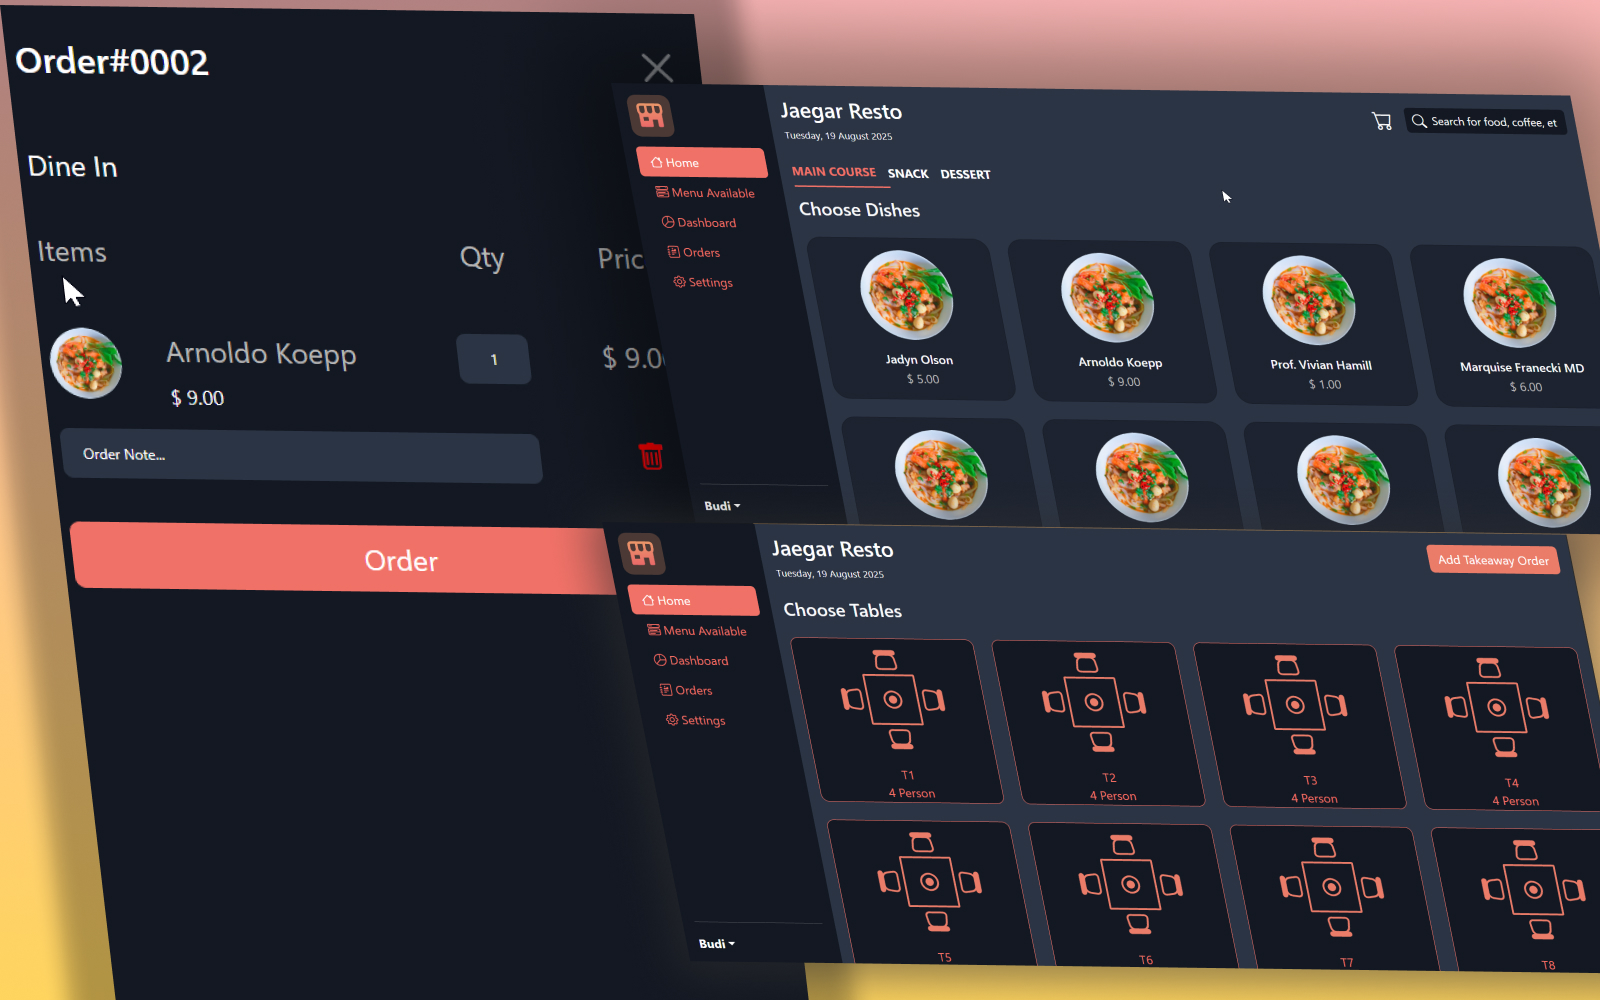 Order#0002
Dine In
Items Qty Pric
Arnoldo Koepp 1 $ 9.0
$ 9.00
Order Note...
Order
Jaegar Resto
Tuesday, 19 August 2025
Search for food, coffee, et
Home
Menu Available
Dashboard
Orders
Settings
Budi
MAIN COURSE SNACK DESSERT
Choose Dishes
Jadyn Olson Arnoldo Koepp Prof. Vivian Hamill Marquise Franecki MD
$ 5.00 $ 9.00 $ 1.00 $ 6.00
Jaegar Resto
Tuesday, 19 August 2025
Add Takeaway Order
Home
Menu Available
Dashboard
Orders
Settings
Budi
Choose Tables
T1 T2 T3 T4
4 Person 4 Person 4 Person 4 Person
T5 T6 T7 T8